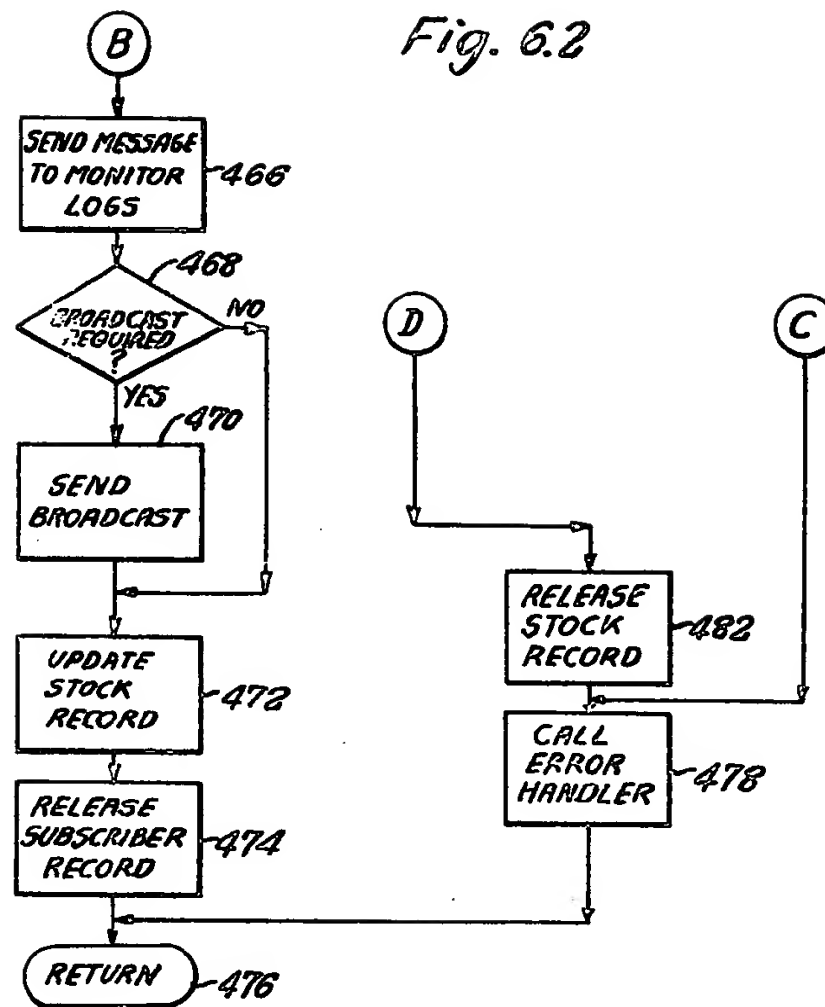 Fig. 6.2
B
SEND MESSAGE
TO MONITOR
LOGS
466
468
BROADCAST
REQUIRED
?
NO
YES
470
SEND
BROADCAST
UPDATE
STOCK
RECORD
472
RELEASE
SUBSCRIBER
RECORD
474
RETURN
476
D
C
RELEASE
STOCK
RECORD
482
CALL
ERROR
HANDLER
478